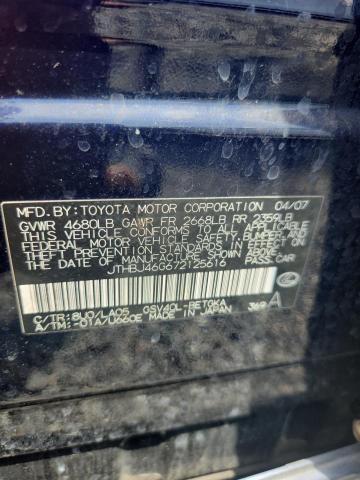 MFD.BY:TOYOTA MOTOR CORPORATION 04/07
GVWR 4680LB GAWR FR 2668LB RR 2359LB
THIS VEHICLE CONFORMS TO ALL APPLICABLE
FEDERAL MOTOR VEHICLE SAFETY, BUMPER, AND
THEFT PREVENTION STANDARDS IN EFFECT ON
THE DATE OF MANUFACTURE SHOWN ABOVE.
JTHBJ46G672125616 PASS.CAR
C/TR:8U0/LA05 GSV40L-BETGKA 369
A/TM:-01A/U660E MADE IN JAPAN A